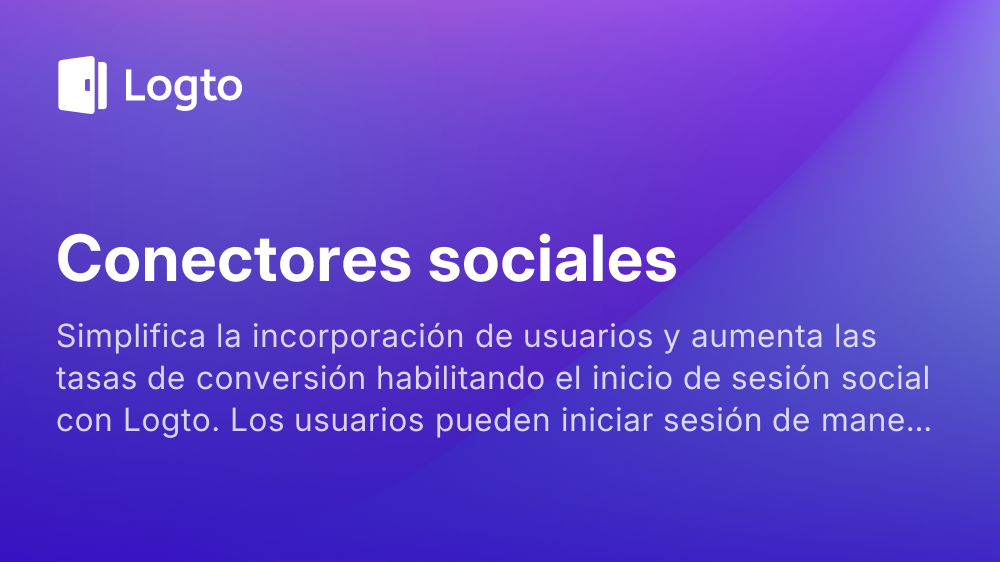 Logto
Conectores sociales
Simplifica la incorporación de usuarios y aumenta las
tasas de conversión habilitando el inicio de sesión social
con Logto. Los usuarios pueden iniciar sesión de mane...